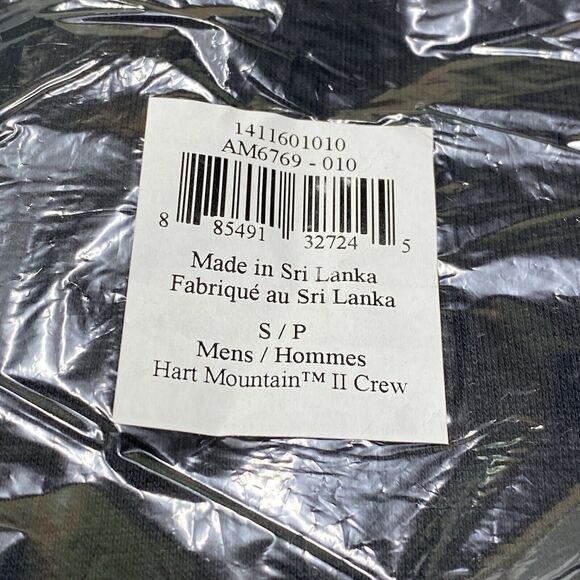 1411601010
AM6769 - 010
8 85491 32724 5
Made in Sri Lanka
Fabriqué au Sri Lanka
S / P
Mens / Hommes
Hart Mountain™ II Crew